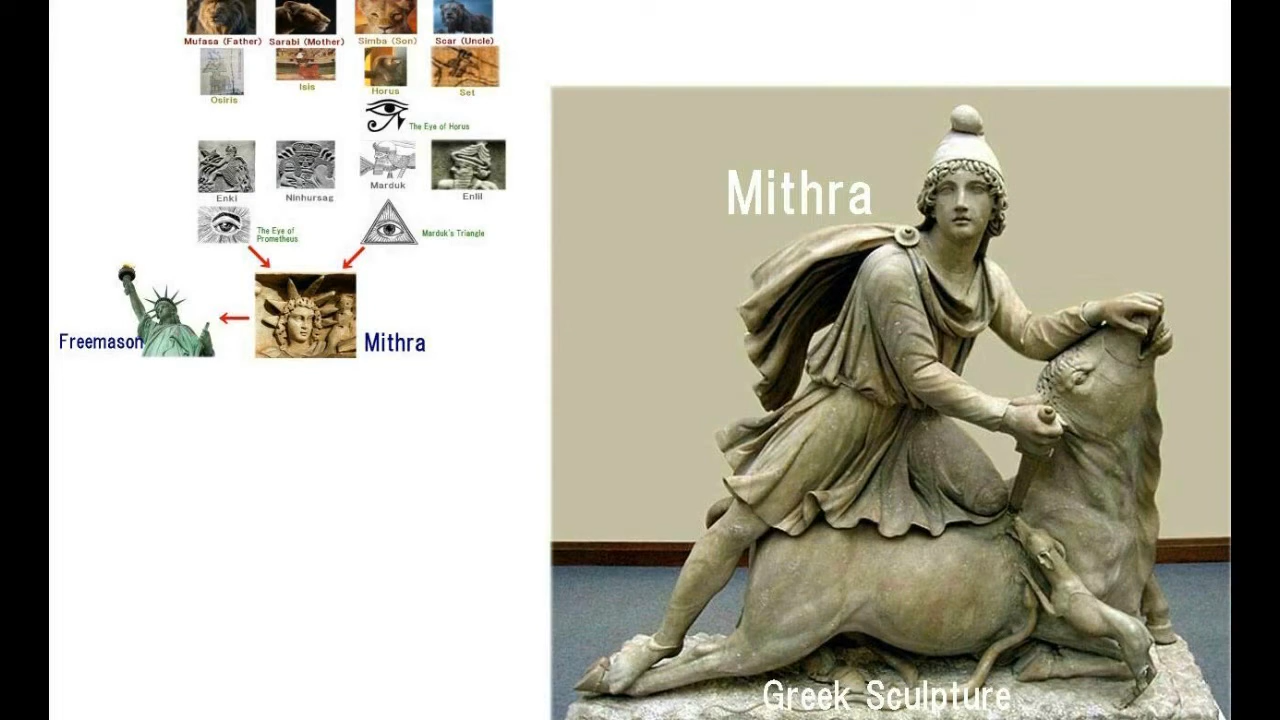 Mufasa (Father)
Sarabi (Mother)
Simba (Son)
Scar (Uncle)
Osiris
Isis
Horus
Set
The Eye of Horus
Enki
Ninhursag
Marduk
Enlil
The Eye of
Prometheus
Marduk's Triangle
Freemason
Mithra
Mithra
Greek Sculpture